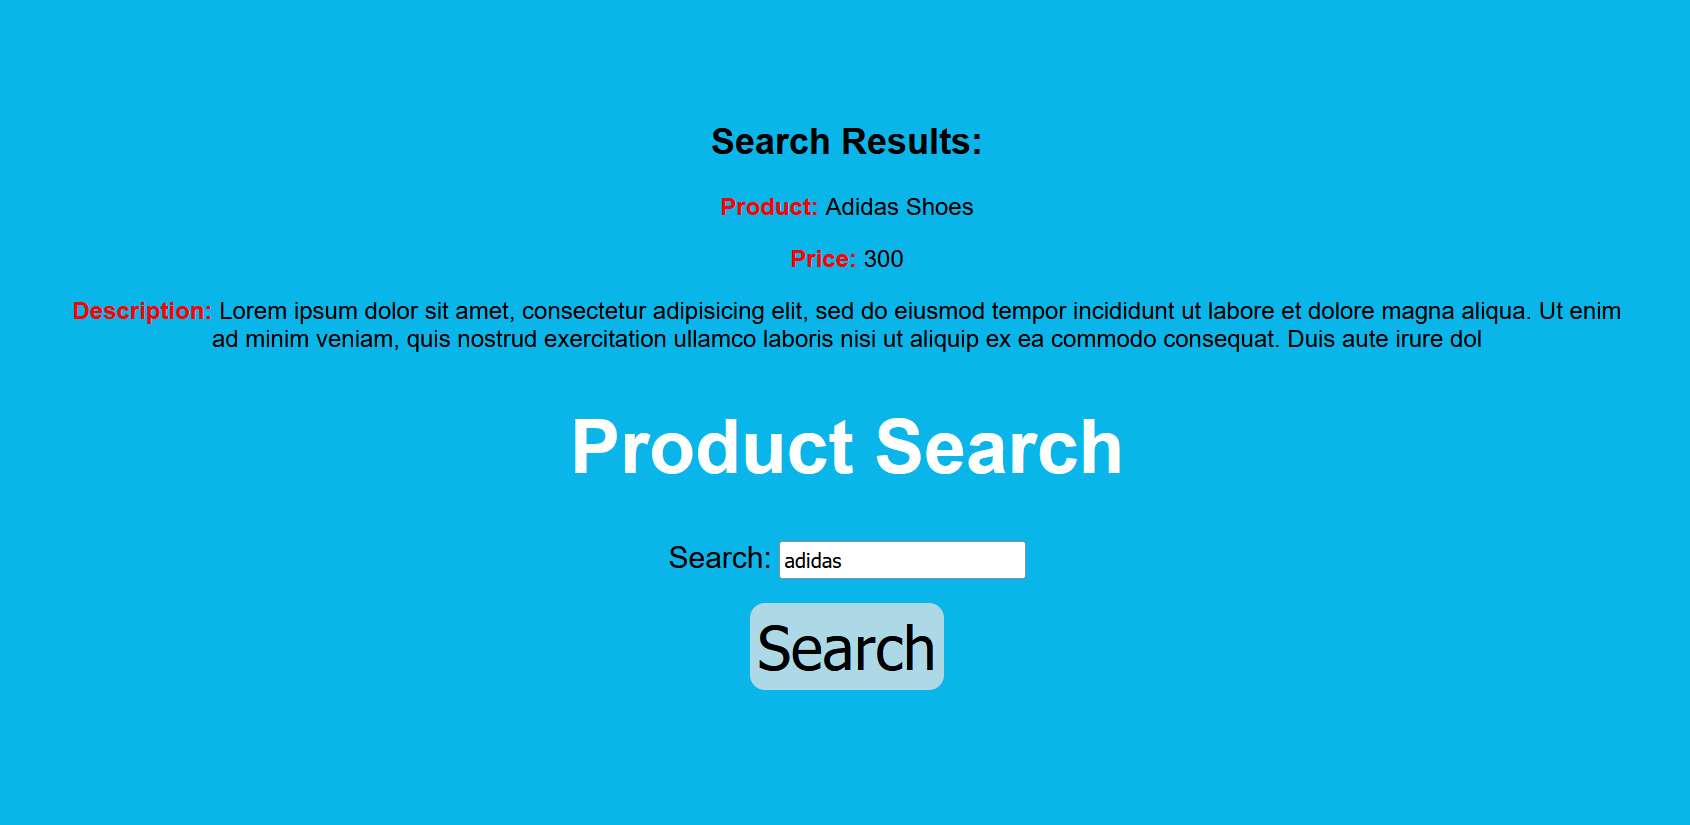 Search Results:
Product: Adidas Shoes
Price: 300
Description: Lorem ipsum dolor sit amet, consectetur adipisicing elit, sed do eiusmod tempor incididunt ut labore et dolore magna aliqua. Ut enim
ad minim veniam, quis nostrud exercitation ullamco laboris nisi ut aliquip ex ea commodo consequat. Duis aute irure dol
Product Search
Search: adidas
Search